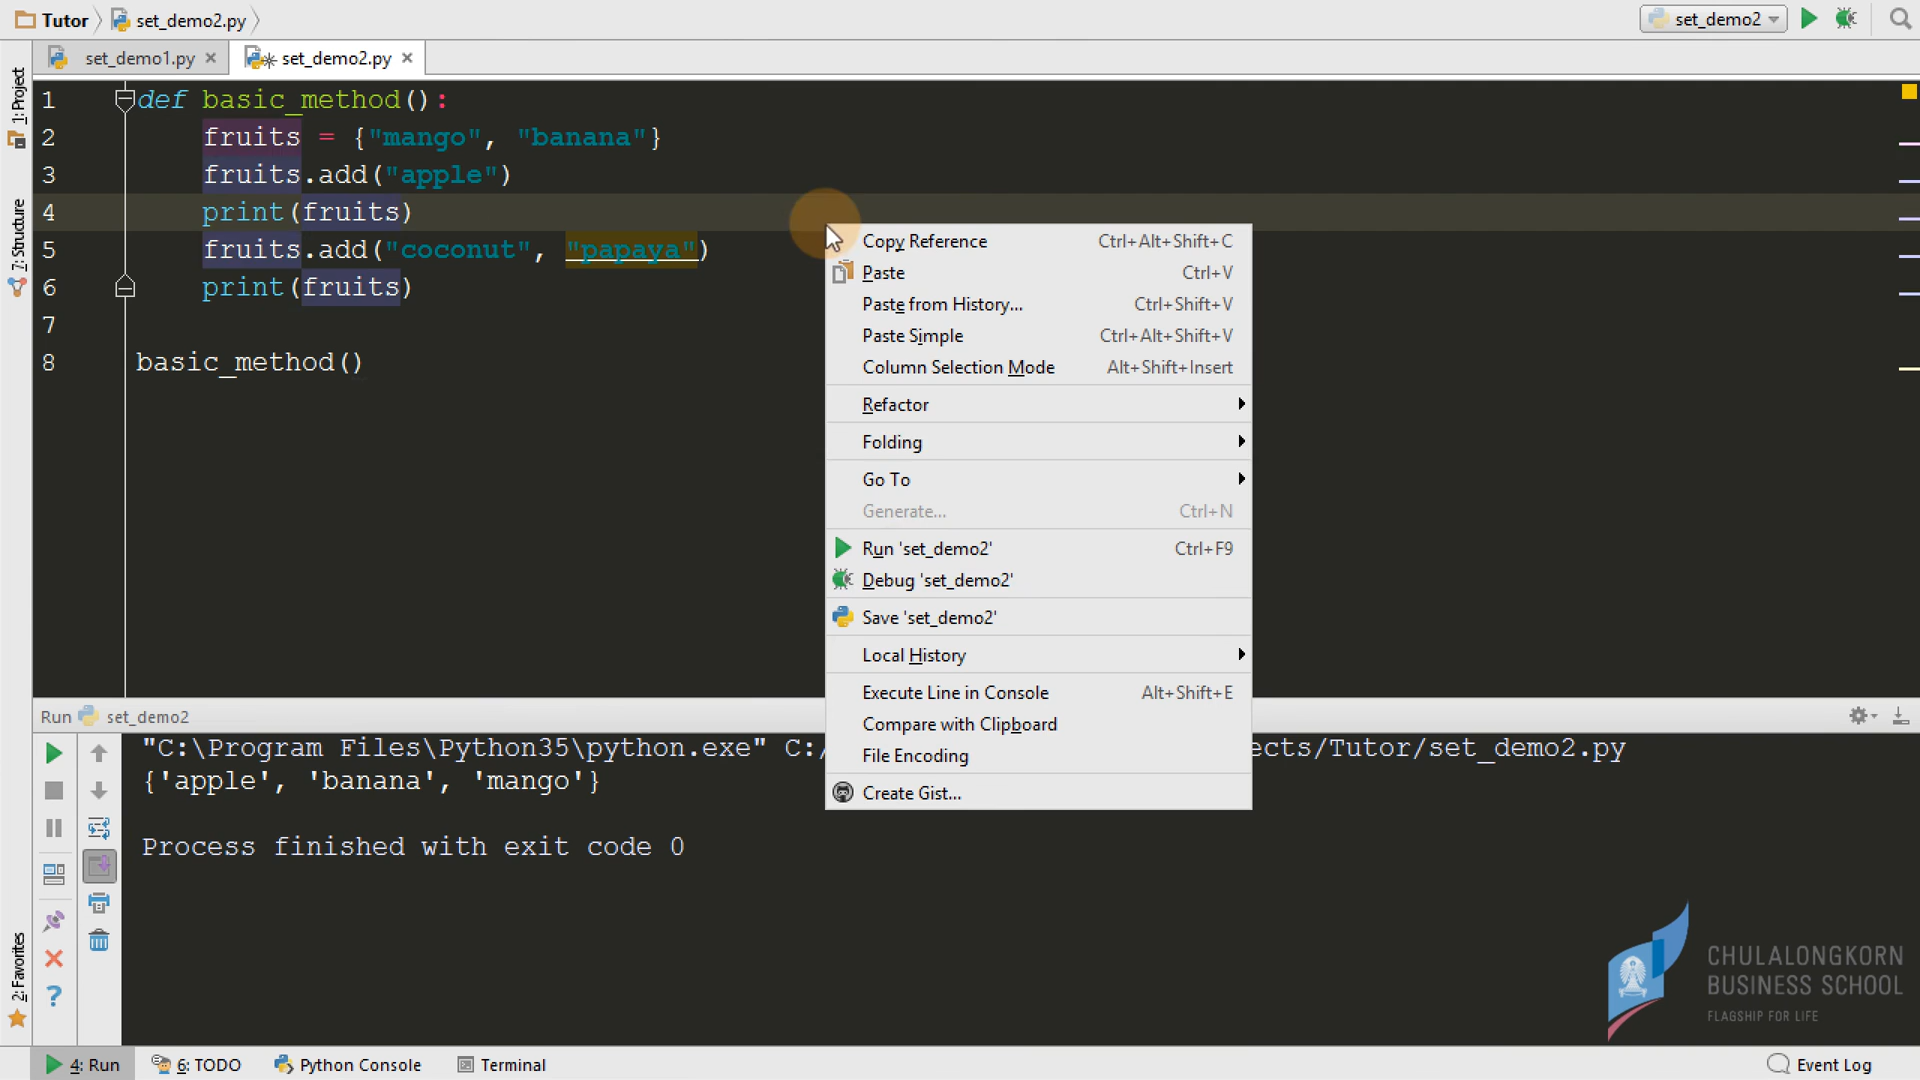 Tutor set_demo2.py set_demo2
set_demo1.py set_demo2.py
1: Project
7: Structure
2: Favorites
1 def basic_method():
2 fruits = {"mango", "banana"}
3 fruits.add("apple")
4 print(fruits)
5 fruits.add("coconut", "papaya")
6 print(fruits)
7
8 basic_method()
Copy Reference Ctrl+Alt+Shift+C
Paste Ctrl+V
Paste from History... Ctrl+Shift+V
Paste Simple Ctrl+Alt+Shift+V
Column Selection Mode Alt+Shift+Insert
Refactor
Folding
Go To
Generate... Ctrl+N
Run 'set_demo2' Ctrl+F9
Debug 'set_demo2'
Save 'set_demo2'
Local History
Execute Line in Console Alt+Shift+E
Compare with Clipboard
File Encoding
Create Gist...
Run set_demo2
"C:\Program Files\Python35\python.exe" C:/ ects/Tutor/set_demo2.py
{'apple', 'banana', 'mango'}
Process finished with exit code 0
CHULALONGKORN
BUSINESS SCHOOL
FLAGSHIP FOR LIFE
4: Run 6: TODO Python Console Terminal Event Log